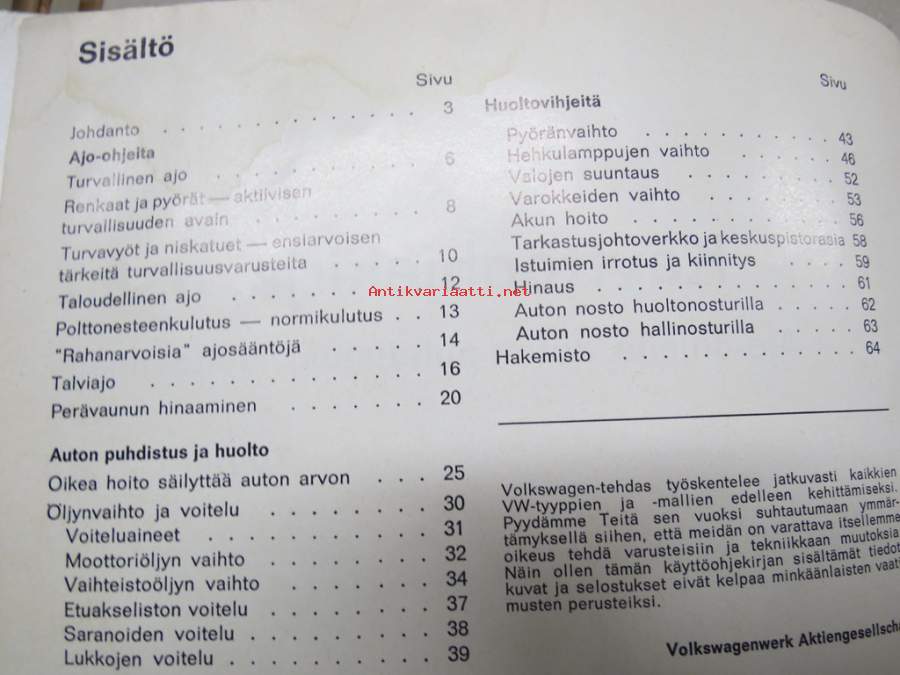 Sisältö
Sivu
Johdanto . . . . . . . . . . . . . . 3
Ajo-ohjeita
Turvallinen ajo . . . . . . . . . . . 6
Renkaat ja pyörät — aktiivisen
turvallisuuden avain . . . . . . . . 8
Turvavyöt ja niskatuet — ensiarvoisen
tärkeitä turvallisuusvarusteita . . . . . 10
Taloudellinen ajo . . . . . . . . . . 12
Polttonesteenkulutus — normikulutus . . 13
"Rahanarvoisia" ajosääntöjä . . . . . 14
Talviajo . . . . . . . . . . . . . 16
Perävaunun hinaaminen . . . . . . . 20
Auton puhdistus ja huolto
Oikea hoito säilyttää auton arvon . . . 25
Öljynvaihto ja voitelu . . . . . . . . 30
Voiteluaineet . . . . . . . . . . 31
Moottoriöljyn vaihto . . . . . . . . 32
Vaihteistoöljyn vaihto . . . . . . . 34
Etuakseliston voitelu . . . . . . . 37
Saranoiden voitelu . . . . . . . . 38
Lukkojen voitelu . . . . . . . . . 39
Sivu
Huoltovihjeitä
Pyöränvaihto . . . . . . . . . . 43
Hehkulamppujen vaihto . . . . . 46
Valojen suuntaus . . . . . . . . 52
Varokkeiden vaihto . . . . . . . 53
Akun hoito . . . . . . . . . . . 56
Tarkastusjohtoverkko ja keskuspistorasia 58
Istuimien irrotus ja kiinnitys . . . . 59
Hinaus . . . . . . . . . . . . 61
Auton nosto huoltonosturilla . . . . 62
Auton nosto hallinosturilla . . . . . 63
Hakemisto . . . . . . . . . . . . 64
Volkswagen-tehdas työskentelee jatkuvasti kaikkien
VW-tyyppien ja -mallien edelleen kehittämiseksi.
Pyydämme Teitä sen vuoksi suhtautumaan ymmär-
tämyksellä siihen, että meidän on varattava itsellemme
oikeus tehdä varusteisiin ja tekniikkaan muutoksia
Näin ollen tämän käyttöohjekirjan sisältämät tiedot
kuvat ja selostukset eivät kelpaa minkäänlaisten vaati
musten perusteiksi.
Volkswagenwerk Aktiengesellscha
Antikvariaatti.net